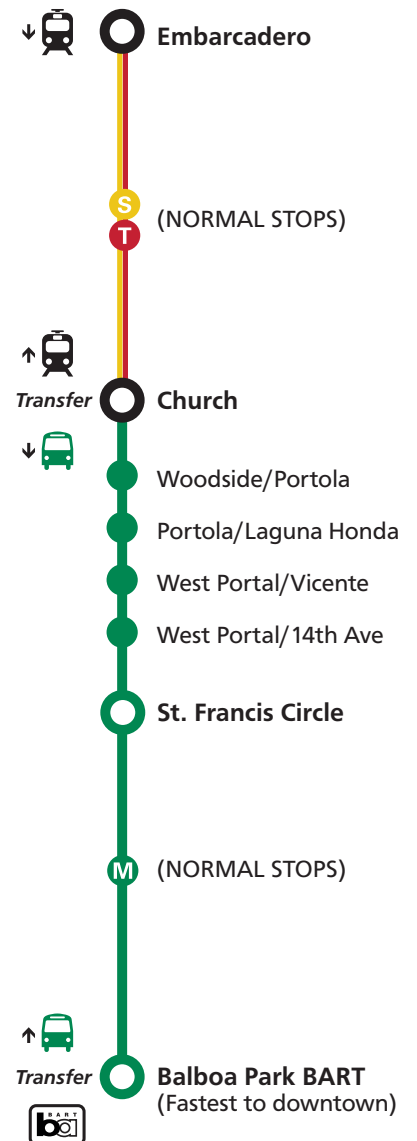 Embarcadero
S
(NORMAL STOPS)
T
Transfer
Church
Woodside/Portola
Portola/Laguna Honda
West Portal/Vicente
West Portal/14th Ave
St. Francis Circle
M
(NORMAL STOPS)
Transfer
Balboa Park BART
(Fastest to downtown)
BART
ba